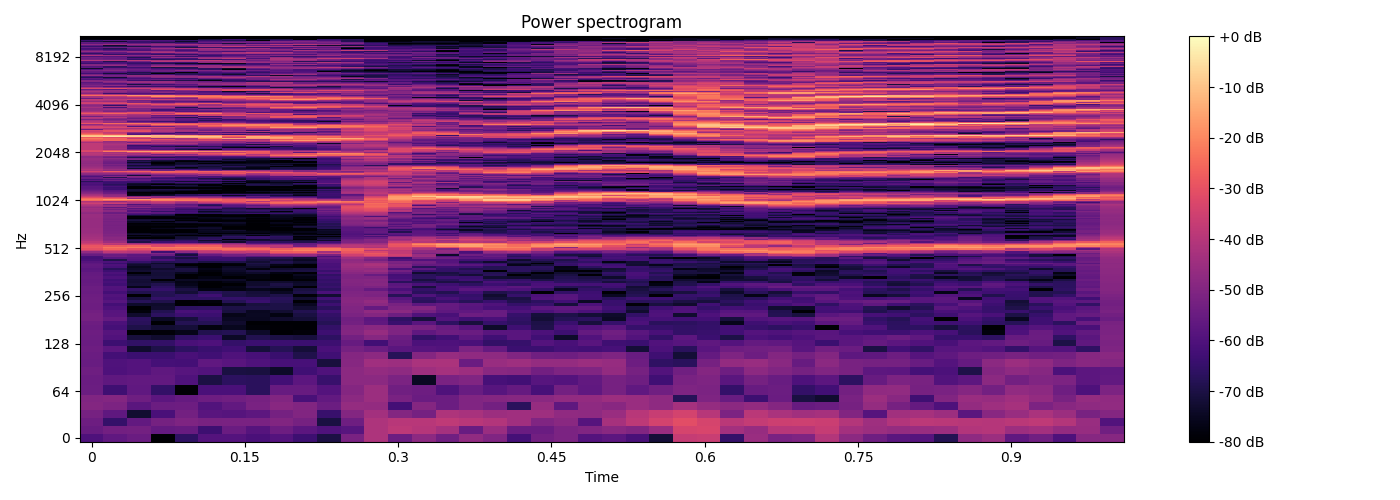 Power spectrogram
Hz
8192
4096
2048
1024
512
256
128
64
0
0 0.15 0.3 0.45 0.6 0.75 0.9
Time
+0 dB
-10 dB
-20 dB
-30 dB
-40 dB
-50 dB
-60 dB
-70 dB
-80 dB